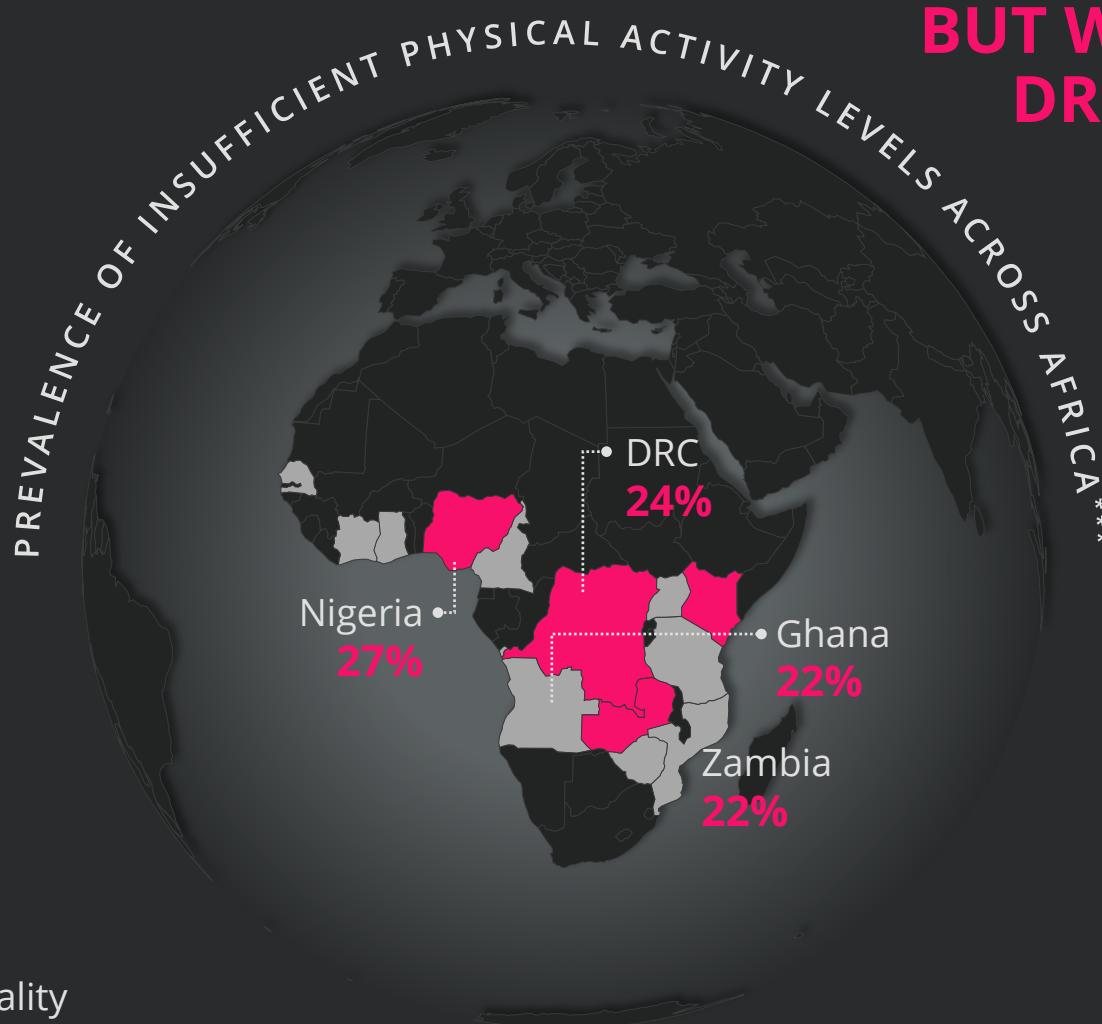 BUT W
DR
PREVALENCE OF INSUFFICIENT PHYSICAL ACTIVITY LEVELS ACROSS AFRICA***
DRC
24%
Nigeria
27%
Ghana
22%
Zambia
22%
ality